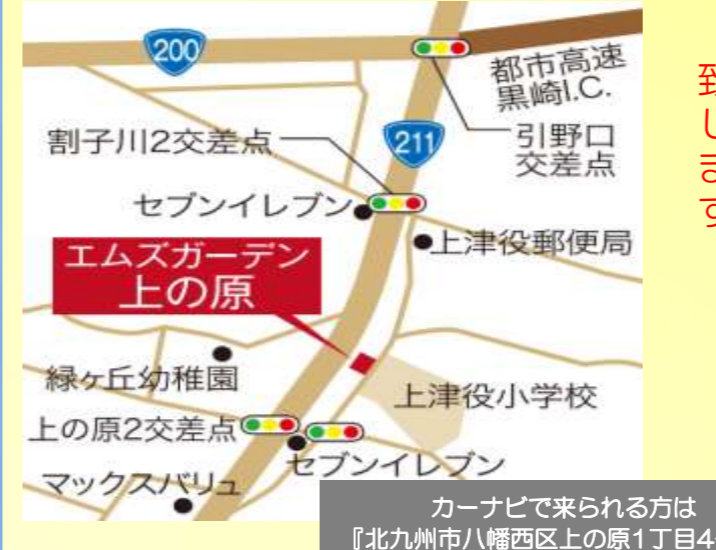 200
都市高速
黒崎I.C.
引野口
交差点
割子川2交差点
211
セブンイレブン
上津役郵便局
エムズガーデン
上の原
緑ヶ丘幼稚園
上津役小学校
上の原2交差点
セブンイレブン
マックスバリュ
カーナビで来られる方は
『北九州市八幡西区上の原1丁目4
致
し
ま
す